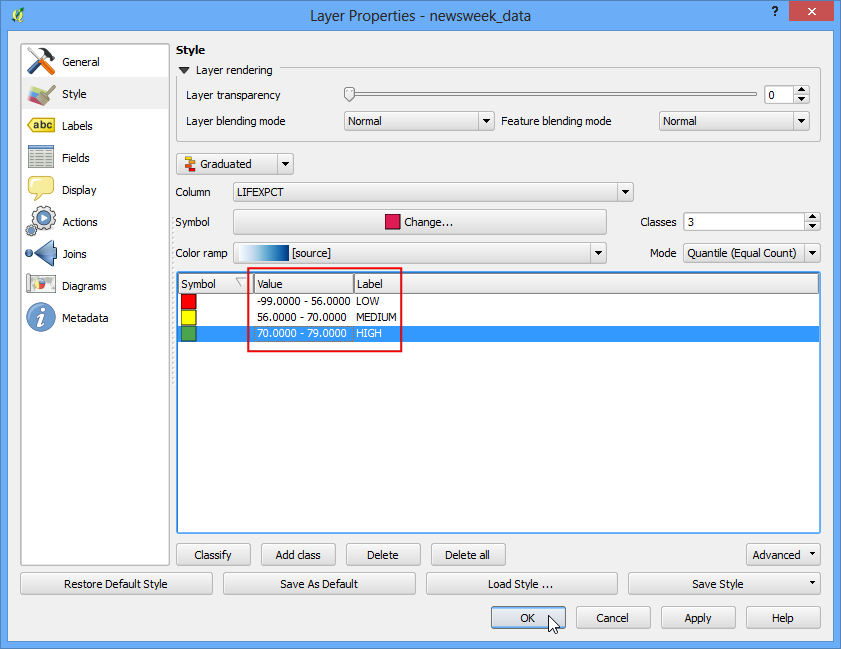 Layer Properties - newsweek_data
?
General
Style
abc Labels
Fields
Display
Actions
Joins
Diagrams
i Metadata
Style
Layer rendering
Layer transparency 0
Layer blending mode Normal Feature blending mode Normal
Graduated
Column LIFEXPCT
Symbol Change... Classes 3
Color ramp [source] Mode Quantile (Equal Count)
Symbol Value Label
-99.0000 - 56.0000 LOW
56.0000 - 70.0000 MEDIUM
70.0000 - 79.0000 HIGH
Classify Add class Delete Delete all Advanced
Restore Default Style Save As Default Load Style ... Save Style
OK Cancel Apply Help